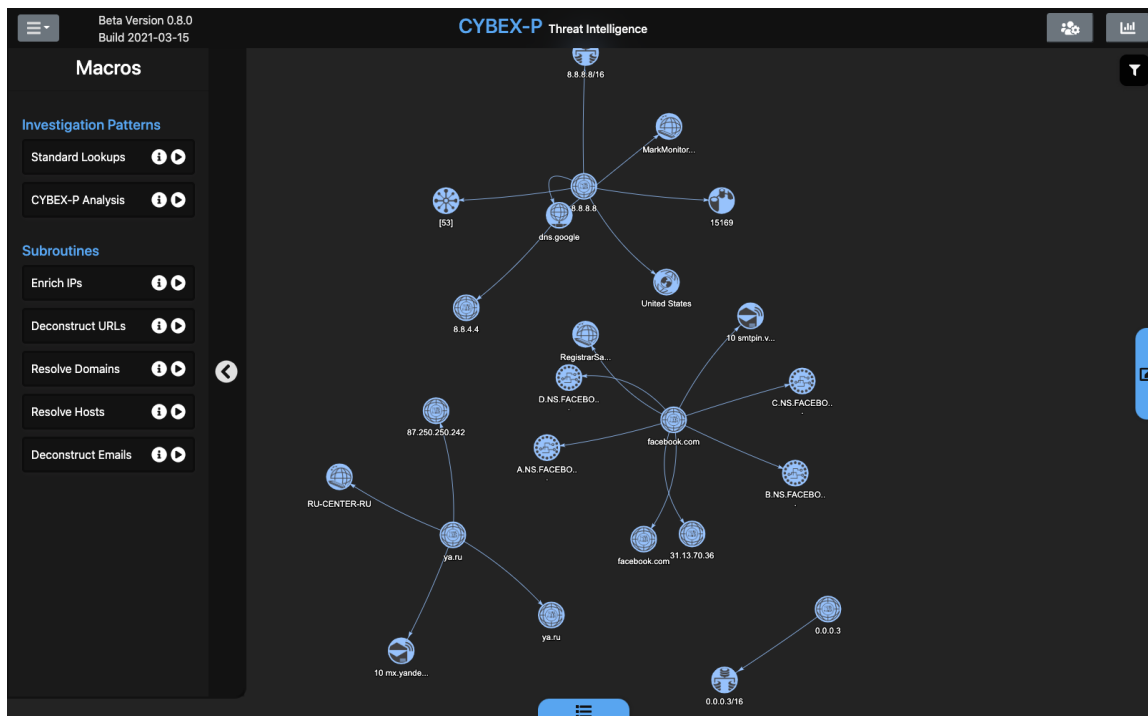 Beta Version 0.8.0
Build 2021-03-15
CYBEX-P Threat Intelligence
Macros
Investigation Patterns
Standard Lookups
CYBEX-P Analysis
Subroutines
Enrich IPs
Deconstruct URLs
Resolve Domains
Resolve Hosts
Deconstruct Emails
8.8.8.8/16
MarkMonitor...
8.8.8.8
[53]
15169
dns.google
United States
8.8.4.4
10 smtpin.v...
RegistrarSa...
D.NS.FACEBO...
C.NS.FACEBO...
87.250.250.242
facebook.com
A.NS.FACEBO...
B.NS.FACEBO...
RU-CENTER-RU
ya.ru
facebook.com
31.13.70.36
ya.ru
0.0.0.3
10 mx.yande...
0.0.0.3/16